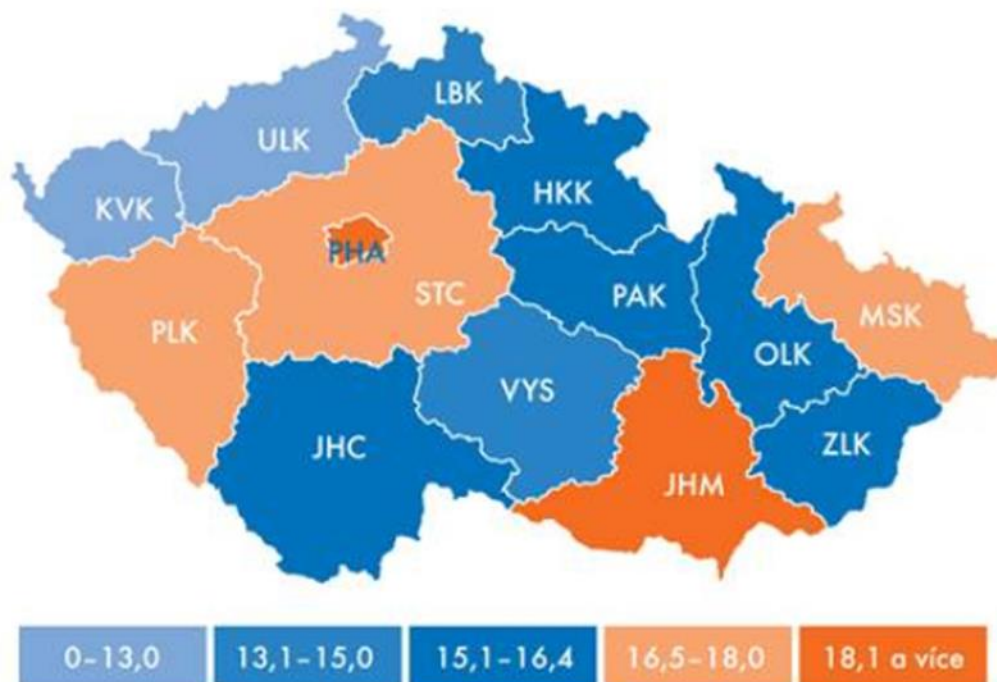 LBK
ULK
HKK
KVK
PHA
STC
PAK
MSK
PLK
OLK
VYS
ZLK
JHC
JHM
0–13,0 13,1–15,0 15,1–16,4 16,5–18,0 18,1 a více